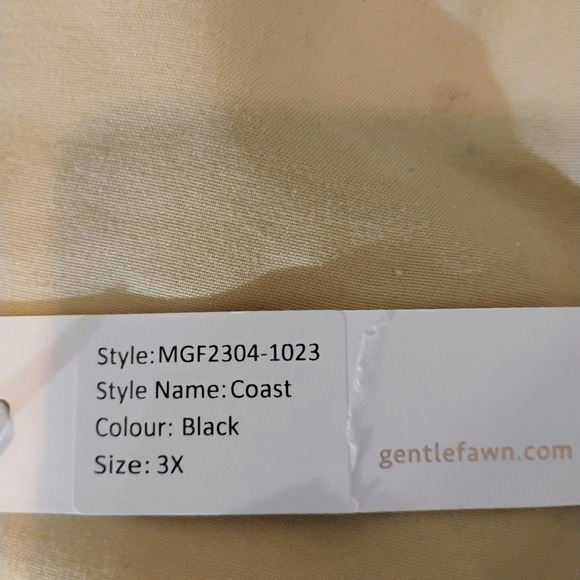 Style:MGF2304-1023
Style Name:Coast
Colour: Black
Size: 3X
gentlefawn.com